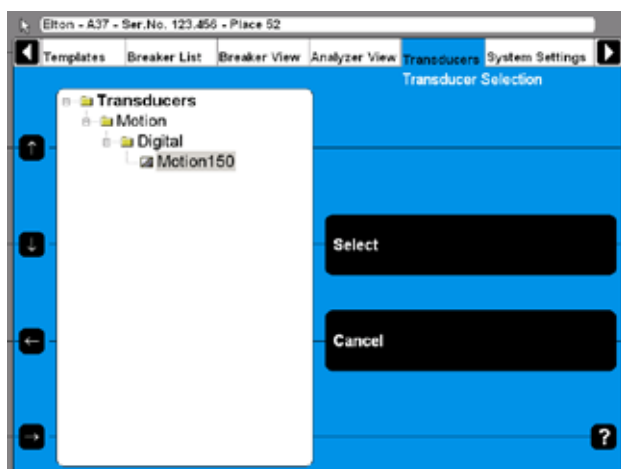 Elton - A37 - Ser.No. 123.456 - Place 52
Templates Breaker List Breaker View Analyzer View Transducers System Settings
Transducer Selection
Transducers
Motion
Digital
Motion150
Select
Cancel
?